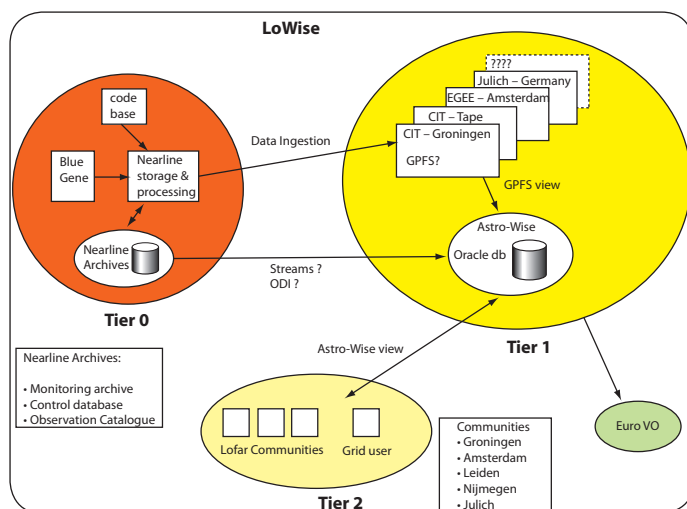 LoWise
code
base
Blue
Gene
Nearline
storage &
processing
Nearline
Archives
Tier 0
Data Ingestion
????
Julich – Germany
EGEE – Amsterdam
CIT – Tape
CIT – Groningen
GPFS?
GPFS view
Astro-Wise
Oracle db
Tier 1
Streams ?
ODI ?
Astro-Wise view
Nearline Archives:
• Monitoring archive
• Control database
• Observation Catalogue
Lofar Communities
Grid user
Tier 2
Communities
• Groningen
• Amsterdam
• Leiden
• Nijmegen
• Julich
Euro VO